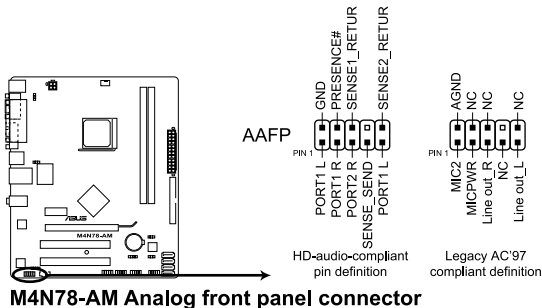 GND
PRESENCE#
SENSE1_RETUR
SENSE2_RETUR
AGND
NC
NC
NC
AAFP
PIN 1
PIN 1
PORT1 L
PORT1 R
PORT2 R
SENSE_SEND
PORT1 L
MIC2
MICPWR
Line out_R
NC
Line out_L
/ISUS
M4N78-AM
HD-audio-compliant
pin definition
Legacy AC'97
compliant definition
M4N78-AM Analog front panel connector